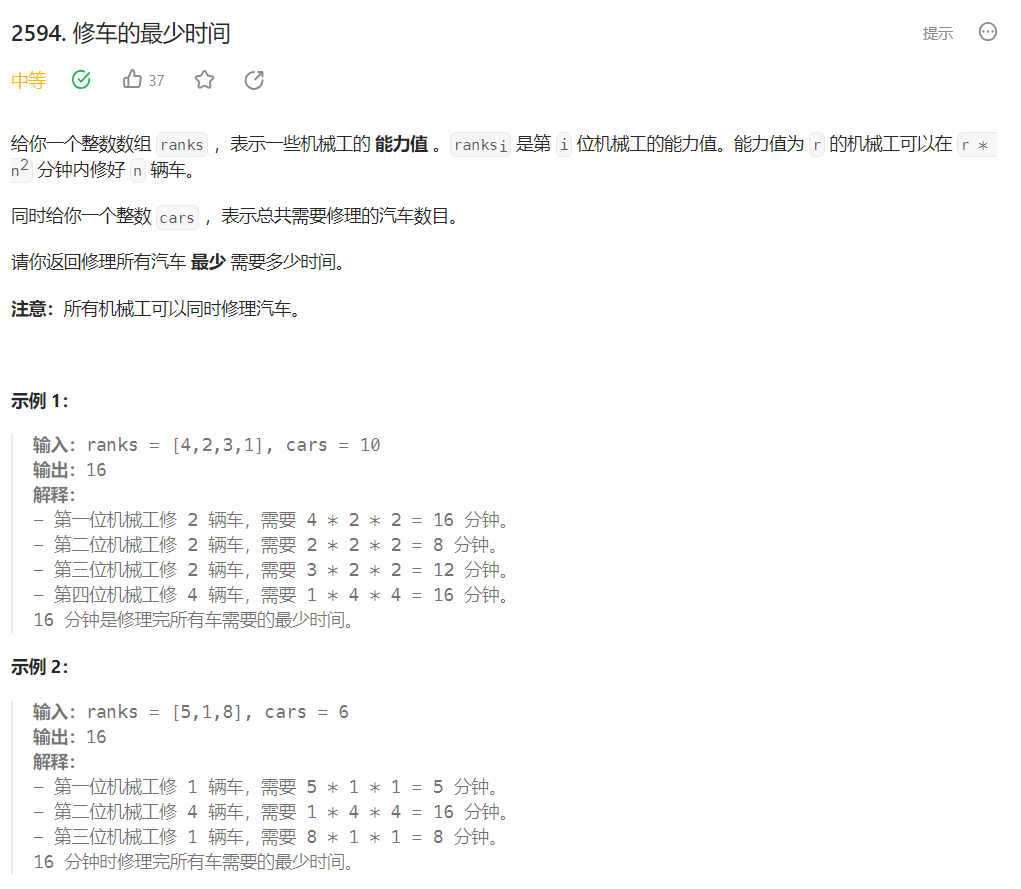 2594. 修车的最少时间
提示
中等 37
给你一个整数数组 ranks ，表示一些机械工的 能力值 。ranksi 是第 i 位机械工的能力值。能力值为 r 的机械工可以在 r *
n2 分钟内修好 n 辆车。
同时给你一个整数 cars ，表示总共需要修理的汽车数目。
请你返回修理所有汽车 最少 需要多少时间。
注意：所有机械工可以同时修理汽车。
示例 1：
输入：ranks = [4,2,3,1], cars = 10
输出：16
解释：
- 第一位机械工修 2 辆车，需要 4 * 2 * 2 = 16 分钟。
- 第二位机械工修 2 辆车，需要 2 * 2 * 2 = 8 分钟。
- 第三位机械工修 2 辆车，需要 3 * 2 * 2 = 12 分钟。
- 第四位机械工修 4 辆车，需要 1 * 4 * 4 = 16 分钟。
16 分钟是修理完所有车需要的最少时间。
示例 2：
输入：ranks = [5,1,8], cars = 6
输出：16
解释：
- 第一位机械工修 1 辆车，需要 5 * 1 * 1 = 5 分钟。
- 第二位机械工修 4 辆车，需要 1 * 4 * 4 = 16 分钟。
- 第三位机械工修 1 辆车，需要 8 * 1 * 1 = 8 分钟。
16 分钟时修理完所有车需要的最少时间。